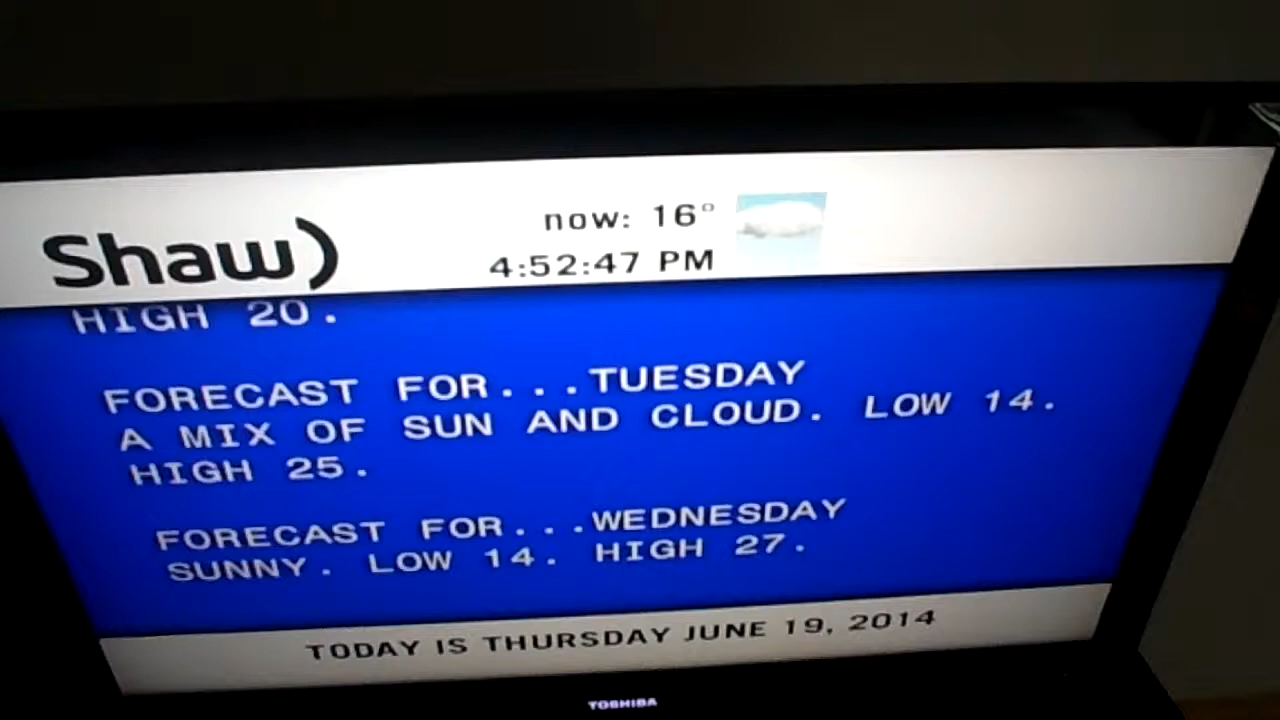 Shaw)
now: 16°
4:52:47 PM
HIGH 20.
FORECAST FOR...TUESDAY
A MIX OF SUN AND CLOUD. LOW 14.
HIGH 25.
FORECAST FOR...WEDNESDAY
SUNNY. LOW 14. HIGH 27.
TODAY IS THURSDAY JUNE 19, 2014
TOSHIBA